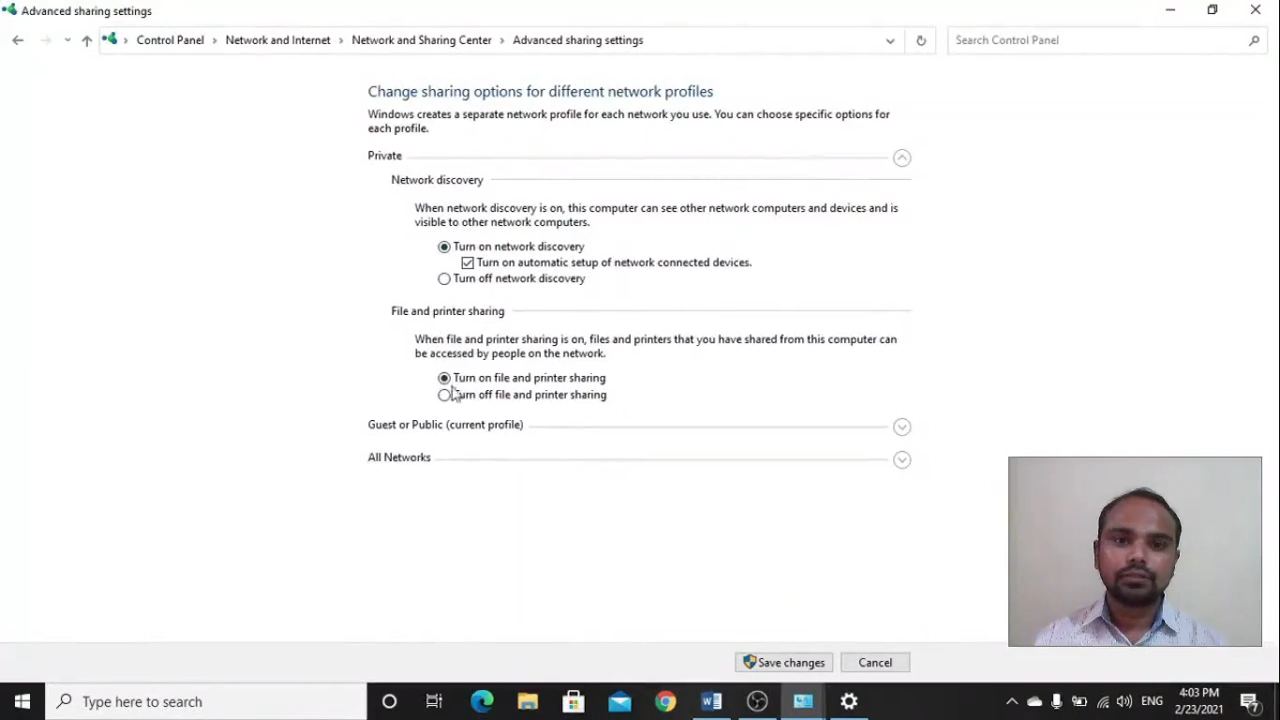 Advanced sharing settings
Control Panel > Network and Internet > Network and Sharing Center > Advanced sharing settings
Search Control Panel
Change sharing options for different network profiles
Windows creates a separate network profile for each network you use. You can choose specific options for
each profile.
Private
Network discovery
When network discovery is on, this computer can see other network computers and devices and is
visible to other network computers.
Turn on network discovery
Turn on automatic setup of network connected devices.
Turn off network discovery
File and printer sharing
When file and printer sharing is on, files and printers that you have shared from this computer can
be accessed by people on the network.
Turn on file and printer sharing
Turn off file and printer sharing
Guest or Public (current profile)
All Networks
Save changes
Cancel
Type here to search
ENG
4:03 PM
2/23/2021
7